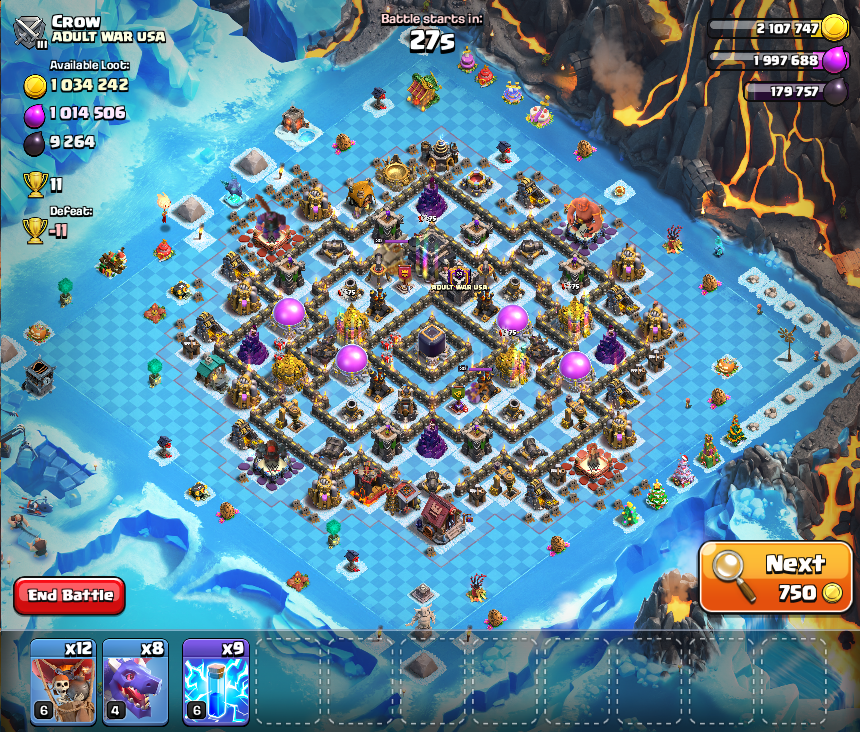 Crow
ADULT WAR USA
Available Loot:
1 034 242
1 014 506
9 264
11
Defeat:
-11
Battle starts in:
27s
2 107 747
1 997 688
179 757
ADULT WAR USA
End Battle
Next
750
x12
x8
x9
6
4
6